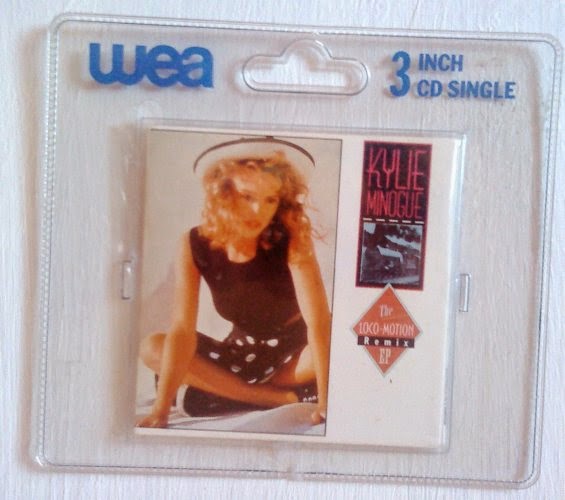 wea
3 INCH
CD SINGLE
KYLIE
MINOGUE
The
LOCO-MOTION
Remix
EP